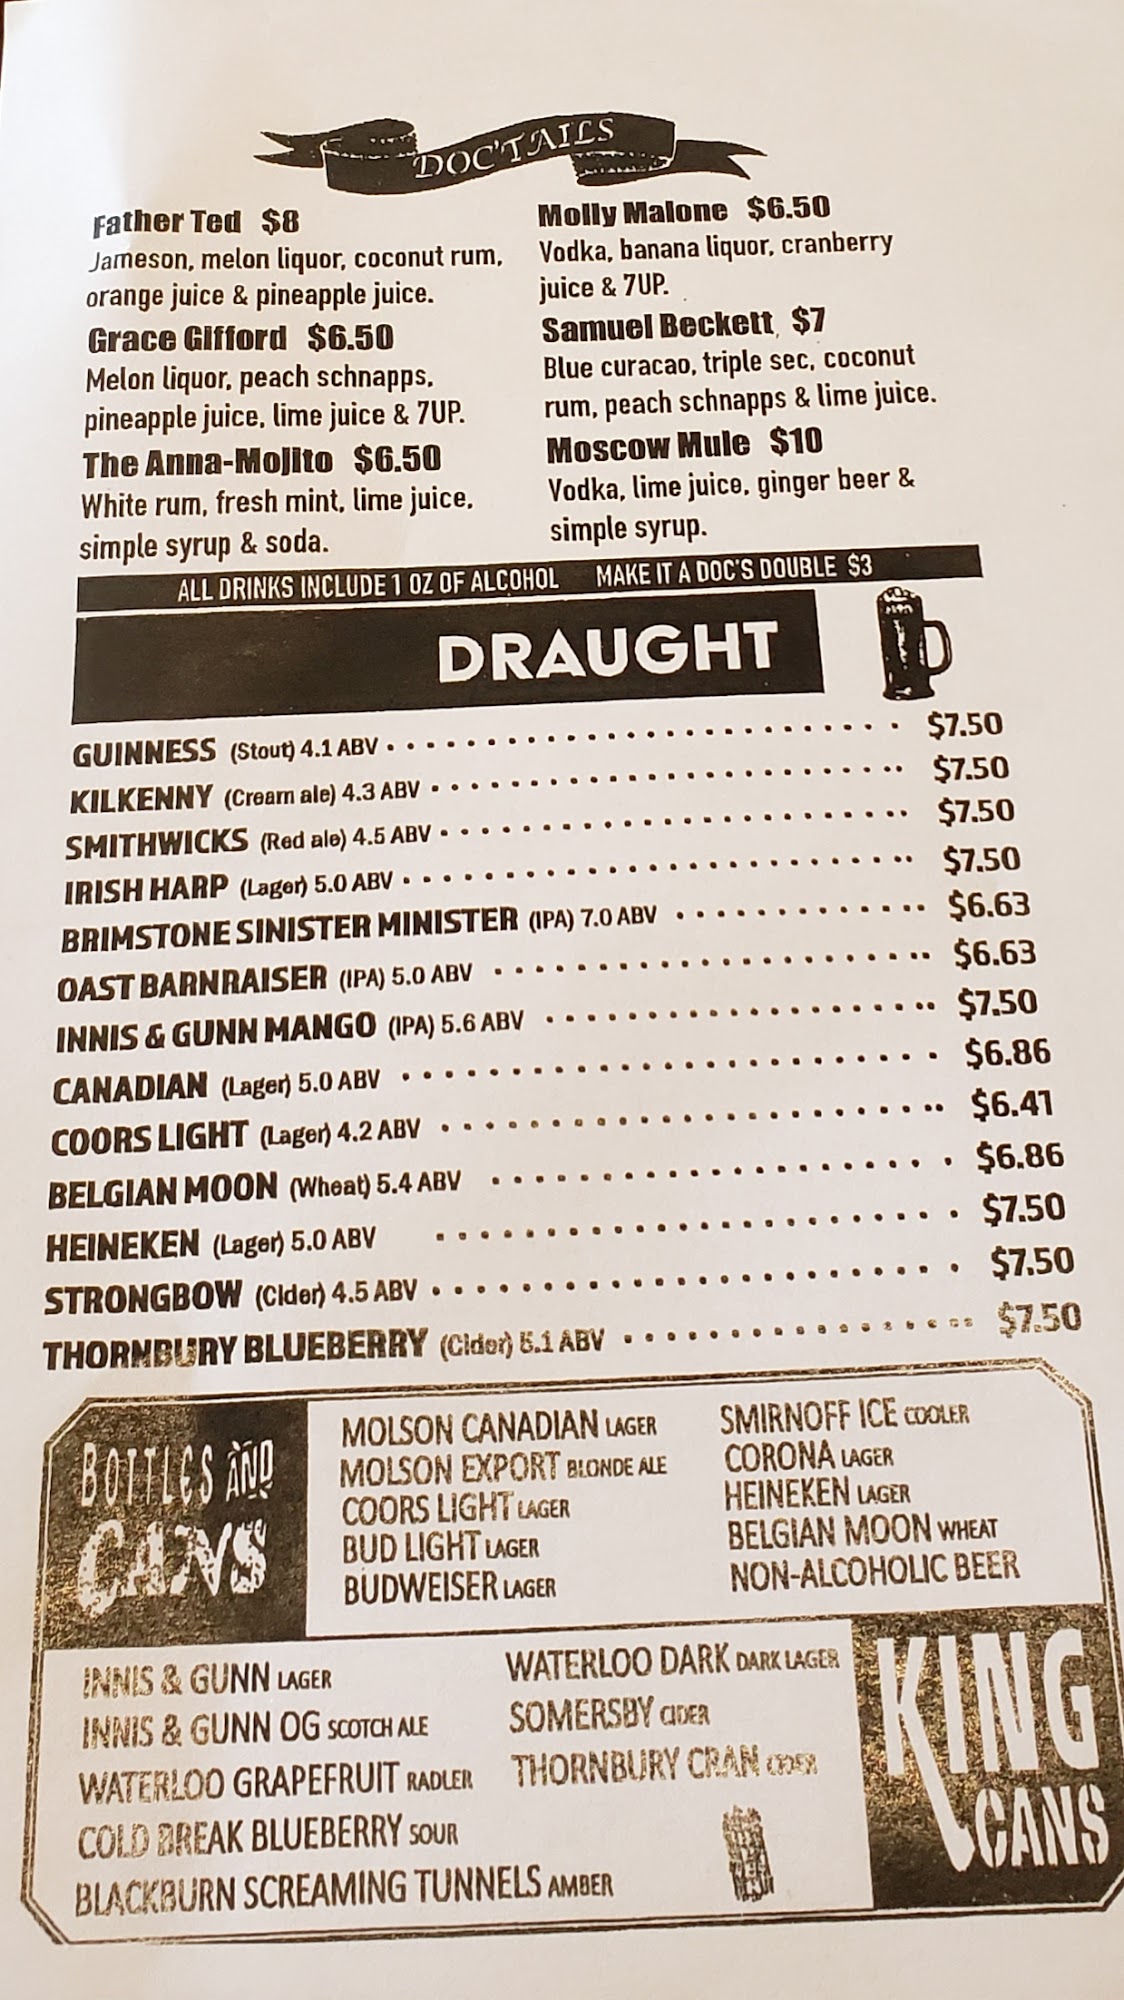 DOC'TAILS
Father Ted $8
Jameson, melon liquor, coconut rum,
orange juice & pineapple juice.
Grace Gifford $6.50
Melon liquor, peach schnapps,
pineapple juice, lime juice & 7UP.
The Anna-Mojito $6.50
White rum, fresh mint, lime juice,
simple syrup & soda.
Molly Malone $6.50
Vodka, banana liquor, cranberry
juice & 7UP.
Samuel Beckett $7
Blue curacao, triple sec, coconut
rum, peach schnapps & lime juice.
Moscow Mule $10
Vodka, lime juice, ginger beer &
simple syrup.
ALL DRINKS INCLUDE 1 OZ OF ALCOHOL MAKE IT A DOC'S DOUBLE $3
DRAUGHT
GUINNESS (Stout) 4.1 ABV $7.50
KILKENNY (Cream ale) 4.3 ABV $7.50
SMITHWICKS (Red ale) 4.5 ABV $7.50
IRISH HARP (Lager) 5.0 ABV $7.50
BRIMSTONE SINISTER MINISTER (IPA) 7.0 ABV $6.63
OAST BARNRAISER (IPA) 5.0 ABV $6.63
INNIS & GUNN MANGO (IPA) 5.6 ABV $7.50
CANADIAN (Lager) 5.0 ABV $6.86
COORS LIGHT (Lager) 4.2 ABV $6.41
BELGIAN MOON (Wheat) 5.4 ABV $6.86
HEINEKEN (Lager) 5.0 ABV $7.50
STRONGBOW (Cider) 4.5 ABV $7.50
THORNBURY BLUEBERRY (Cider) 5.1 ABV $7.50
BOTTLES AND
CANS
MOLSON CANADIAN LAGER
MOLSON EXPORT BLONDE ALE
COORS LIGHT LAGER
BUD LIGHT LAGER
BUDWEISER LAGER
SMIRNOFF ICE COOLER
CORONA LAGER
HEINEKEN LAGER
BELGIAN MOON WHEAT
NON-ALCOHOLIC BEER
INNIS & GUNN LAGER
INNIS & GUNN OG SCOTCH ALE
WATERLOO GRAPEFRUIT RADLER
COLD BREAK BLUEBERRY SOUR
BLACKBURN SCREAMING TUNNELS AMBER
WATERLOO DARK DARK LAGER
SOMERSBY CIDER
THORNBURY CRAN CIDER
KING
CANS